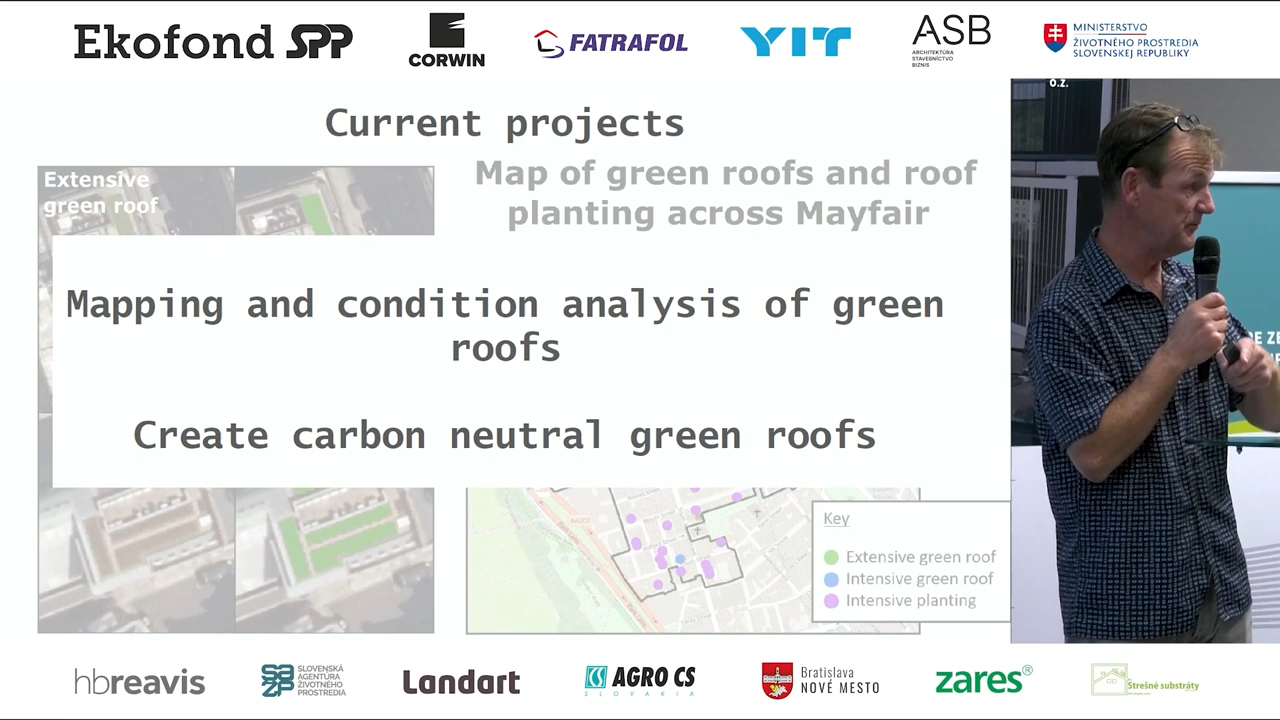 Ekofond SPP
CORWIN
FATRAFOL
YIT
ASB
ARCHITEKTÚRA
STAVEBNÍCTVO
BIZNIS
MINISTERSTVO
ŽIVOTNÉHO PROSTREDIA
SLOVENSKEJ REPUBLIKY
o.z.
Current projects
Extensive
green roof
Map of green roofs and roof
planting across Mayfair
Mapping and condition analysis of green
roofs
Create carbon neutral green roofs
Key
Extensive green roof
Intensive green roof
Intensive planting
hbreavis
SLOVENSKÁ
AGENTÚRA
ŽIVOTNÉHO
PROSTREDIA
Landart
AGRO CS
SLOVAKIA
Bratislava
NOVÉ MESTO
zares®
Strešné substráty